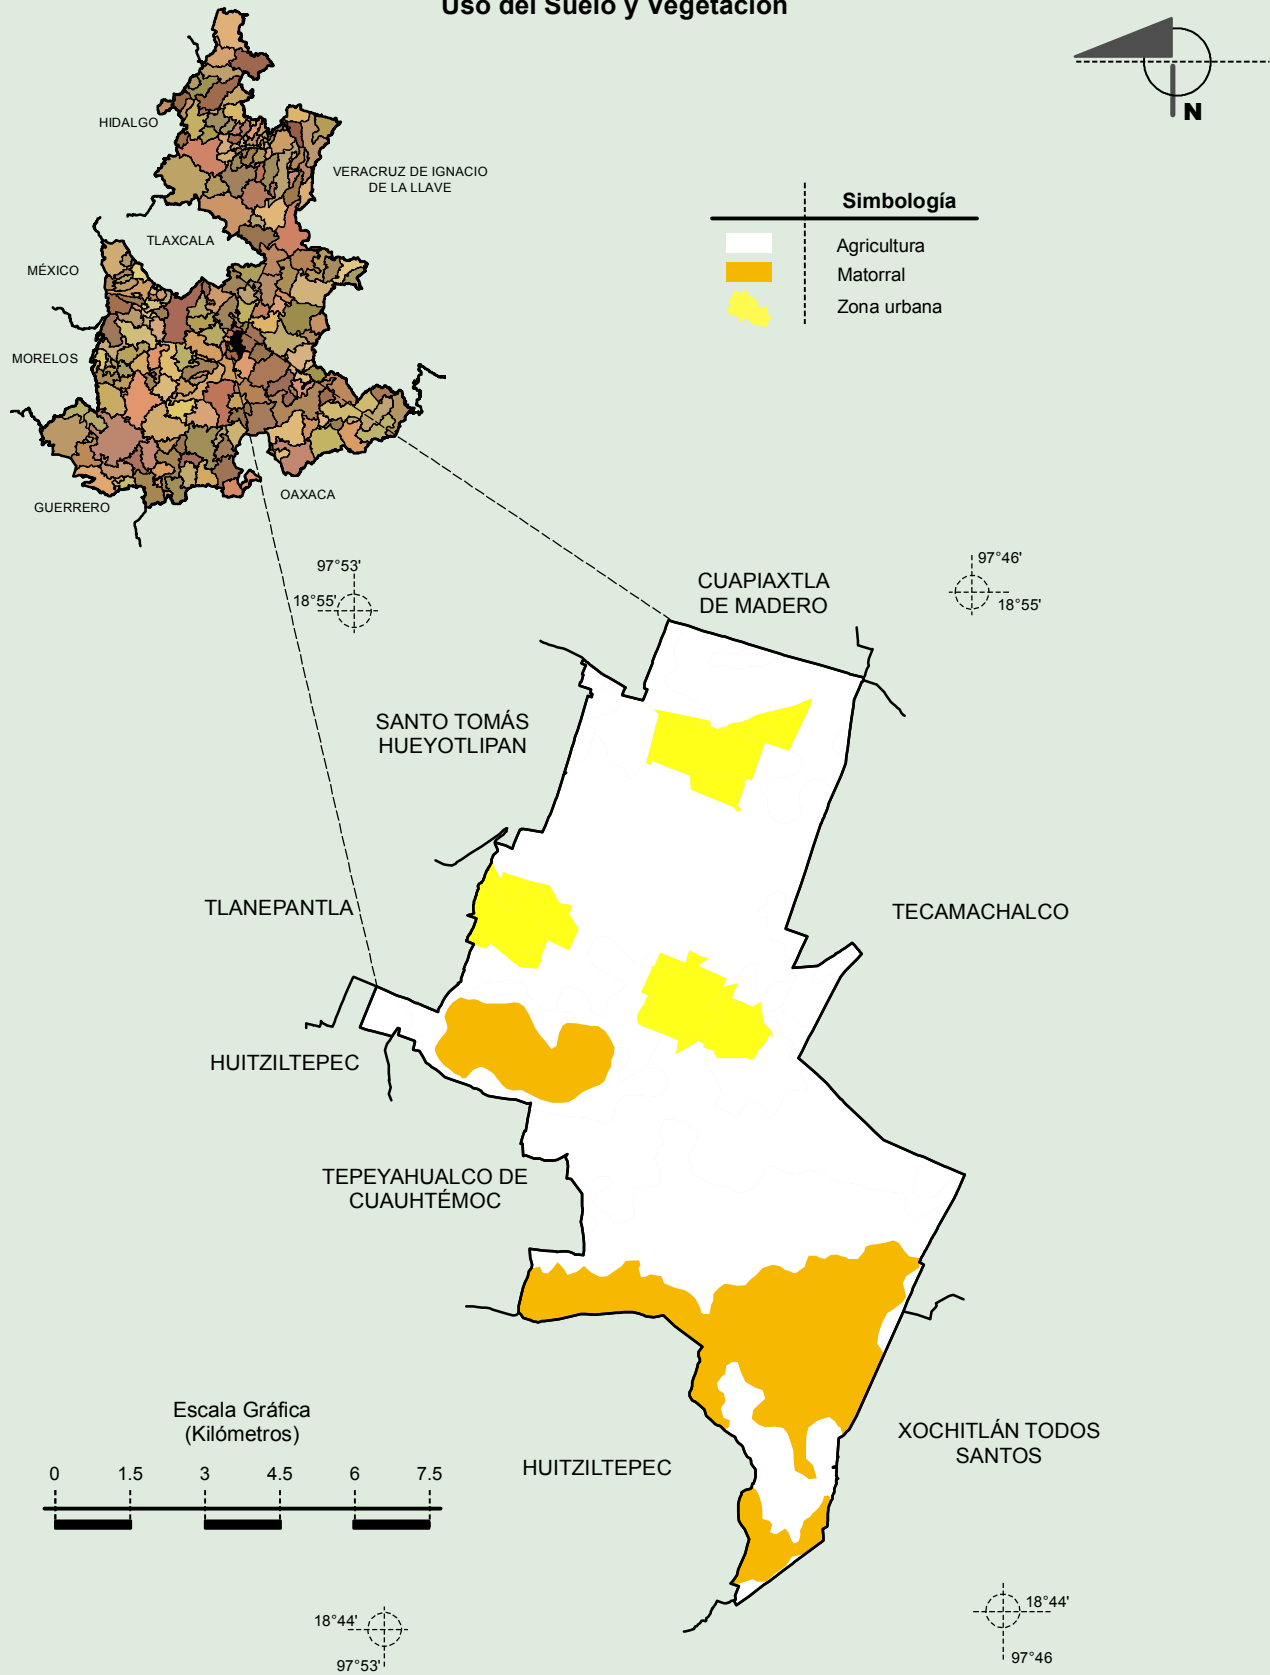 Uso del Suelo y Vegetación
N
HIDALGO
VERACRUZ DE IGNACIO
DE LA LLAVE
TLAXCALA
MÉXICO
MORELOS
GUERRERO
OAXACA
Simbología
Agricultura
Matorral
Zona urbana
97°53'
18°55'
97°46'
18°55'
CUAPIAXTLA
DE MADERO
SANTO TOMÁS
HUEYOTLIPAN
TLANEPANTLA
TECAMACHALCO
HUITZILTEPEC
TEPEYAHUALCO DE
CUAUHTÉMOC
Escala Gráfica
(Kilómetros)
0 1.5 3 4.5 6 7.5
HUITZILTEPEC
XOCHITLÁN TODOS
SANTOS
18°44'
97°53'
18°44'
97°46